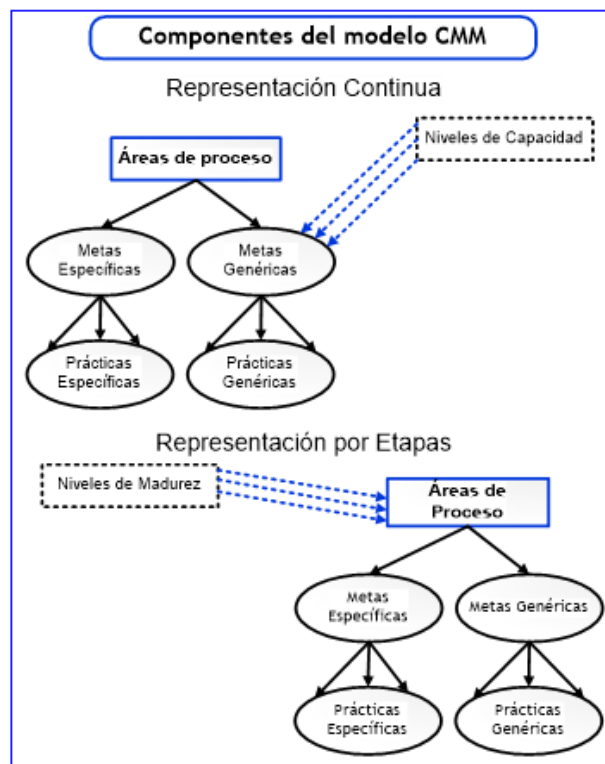 Componentes del modelo CMM
Representación Continua
Niveles de Capacidad
Áreas de proceso
Metas
Específicas
Metas
Genéricas
Prácticas
Específicas
Prácticas
Genéricas
Representación por Etapas
Niveles de Madurez
Áreas de
Proceso
Metas
Específicas
Metas Genéricas
Prácticas
Específicas
Prácticas
Genéricas